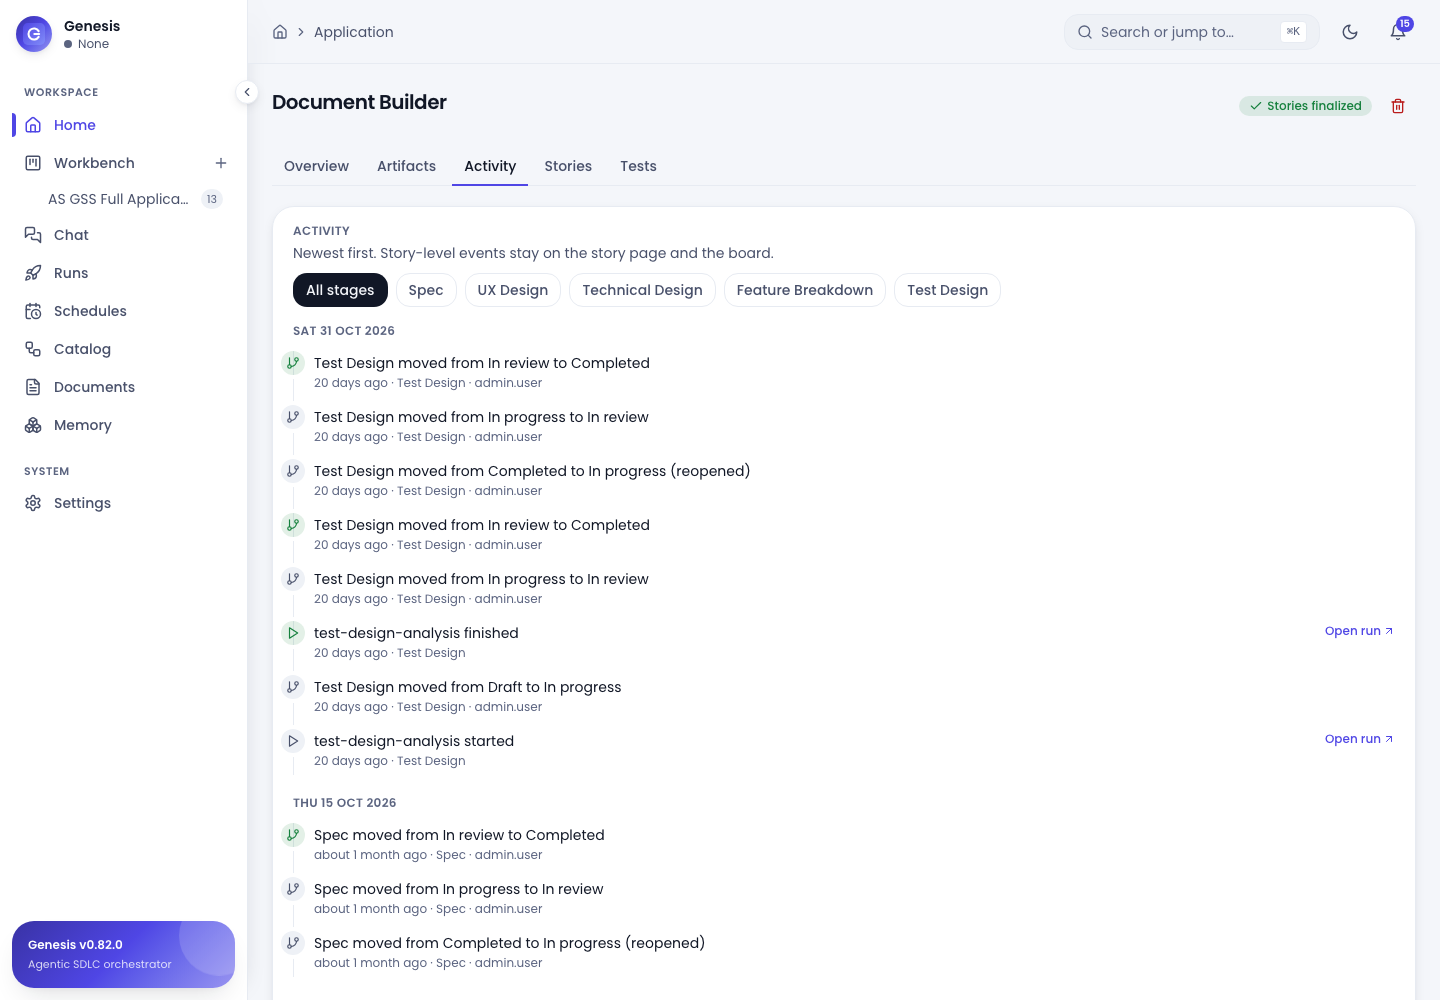 Genesis
None
WORKSPACE
Home
Workbench
AS GSS Full Applica... 13
Chat
Runs
Schedules
Catalog
Documents
Memory
SYSTEM
Settings
Genesis v0.82.0
Agentic SDLC orchestrator
Application
Search or jump to... ⌘K
15
Document Builder
Stories finalized
Overview Artifacts Activity Stories Tests
ACTIVITY
Newest first. Story-level events stay on the story page and the board.
All stages Spec UX Design Technical Design Feature Breakdown Test Design
SAT 31 OCT 2026
Test Design moved from In review to Completed
20 days ago · Test Design · admin.user
Test Design moved from In progress to In review
20 days ago · Test Design · admin.user
Test Design moved from Completed to In progress (reopened)
20 days ago · Test Design · admin.user
Test Design moved from In review to Completed
20 days ago · Test Design · admin.user
Test Design moved from In progress to In review
20 days ago · Test Design · admin.user
test-design-analysis finished Open run
20 days ago · Test Design
Test Design moved from Draft to In progress
20 days ago · Test Design · admin.user
test-design-analysis started Open run
20 days ago · Test Design
THU 15 OCT 2026
Spec moved from In review to Completed
about 1 month ago · Spec · admin.user
Spec moved from In progress to In review
about 1 month ago · Spec · admin.user
Spec moved from Completed to In progress (reopened)
about 1 month ago · Spec · admin.user